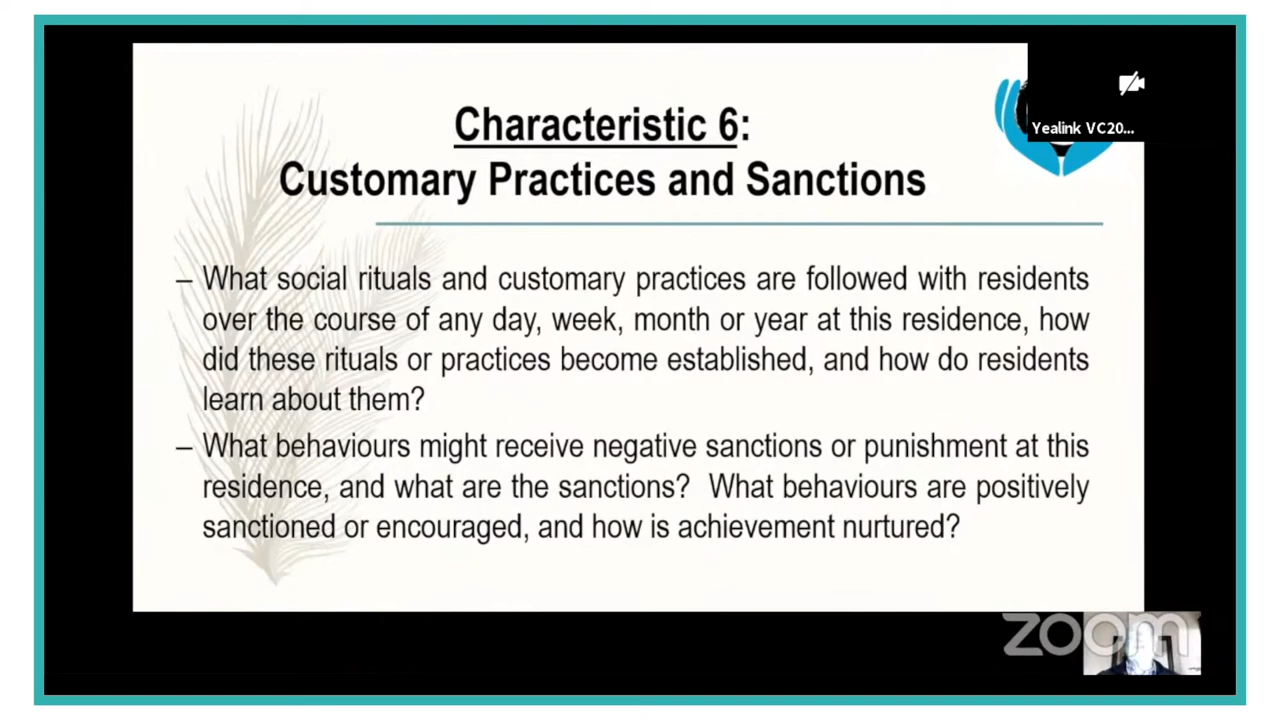 Characteristic 6:
Customary Practices and Sanctions
Yealink VC20...
– What social rituals and customary practices are followed with residents
over the course of any day, week, month or year at this residence, how
did these rituals or practices become established, and how do residents
learn about them?
– What behaviours might receive negative sanctions or punishment at this
residence, and what are the sanctions? What behaviours are positively
sanctioned or encouraged, and how is achievement nurtured?
zoom